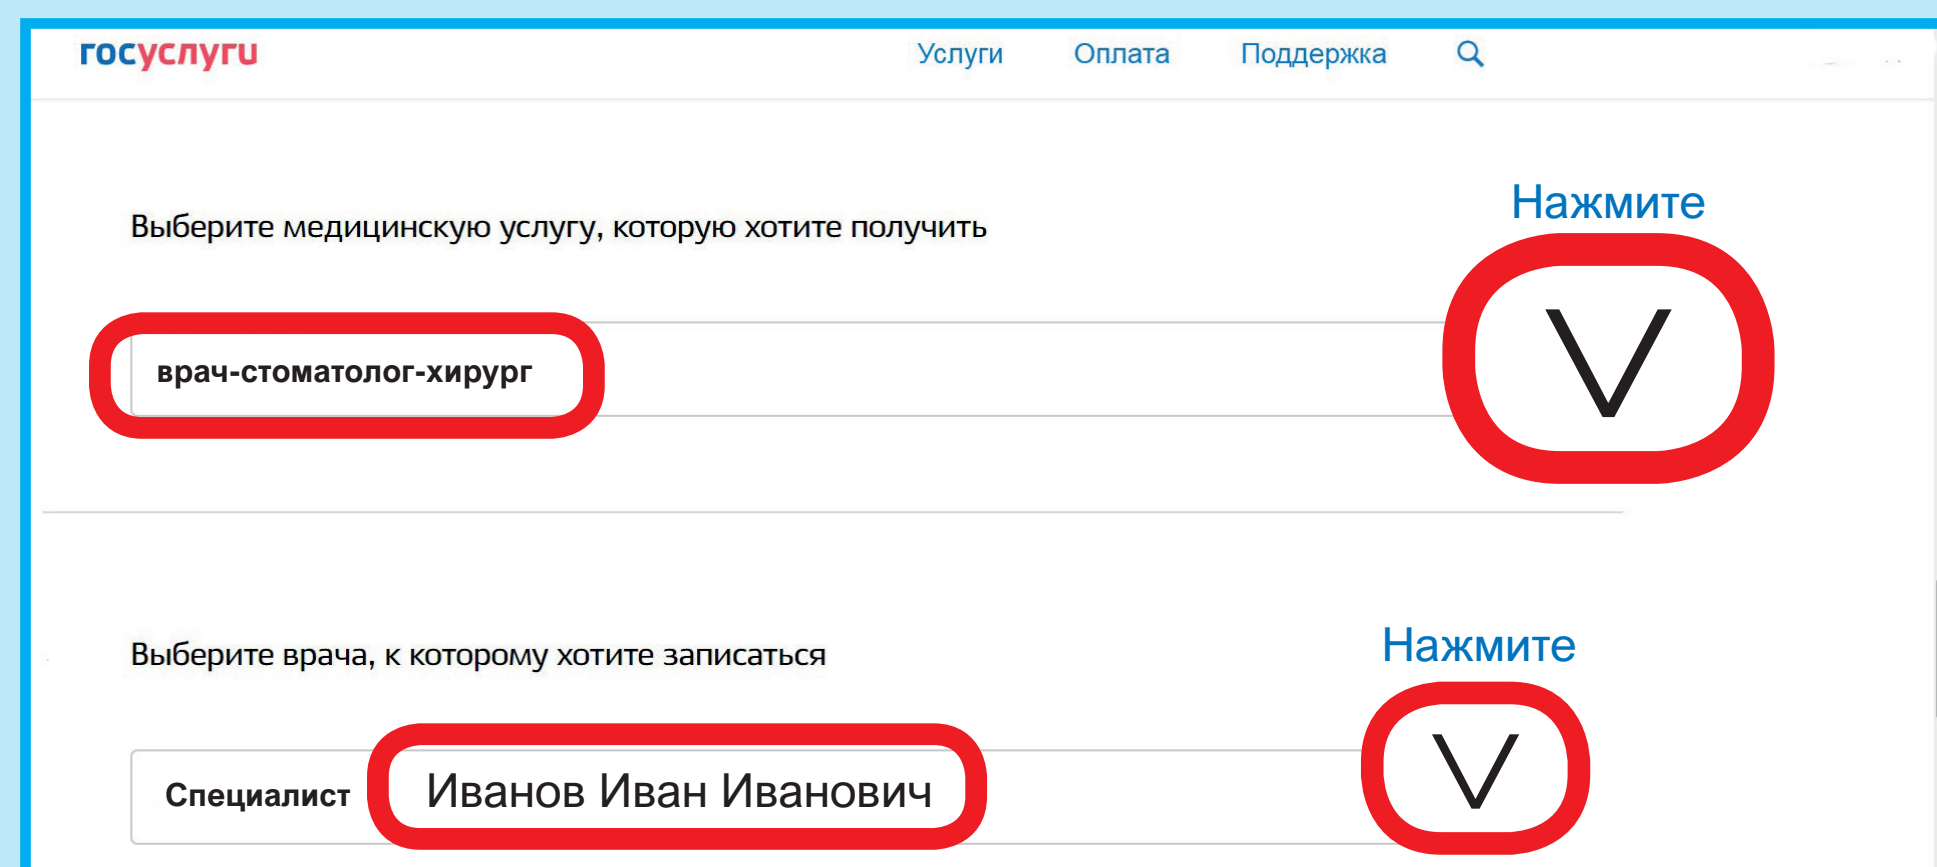 госуслуги Услуги Оплата Поддержка
Нажмите
Выберите медицинскую услугу, которую хотите получить
врач-стоматолог-хирург
Нажмите
Выберите врача, к которому хотите записаться
Специалист Иванов Иван Иванович